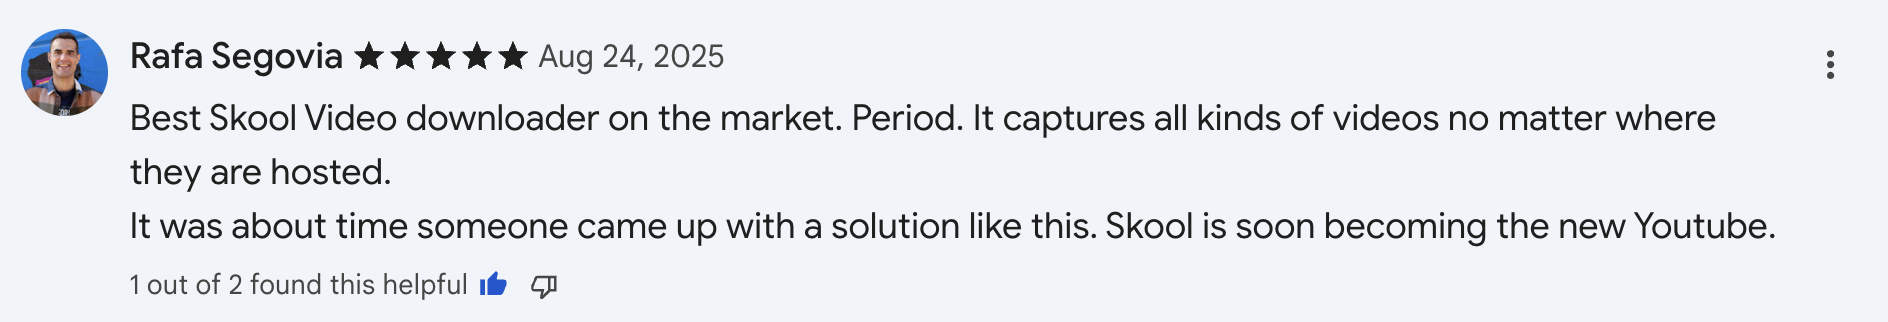 Rafa Segovia ★★★★★ Aug 24, 2025
Best Skool Video downloader on the market. Period. It captures all kinds of videos no matter where
they are hosted.
It was about time someone came up with a solution like this. Skool is soon becoming the new Youtube.
1 out of 2 found this helpful